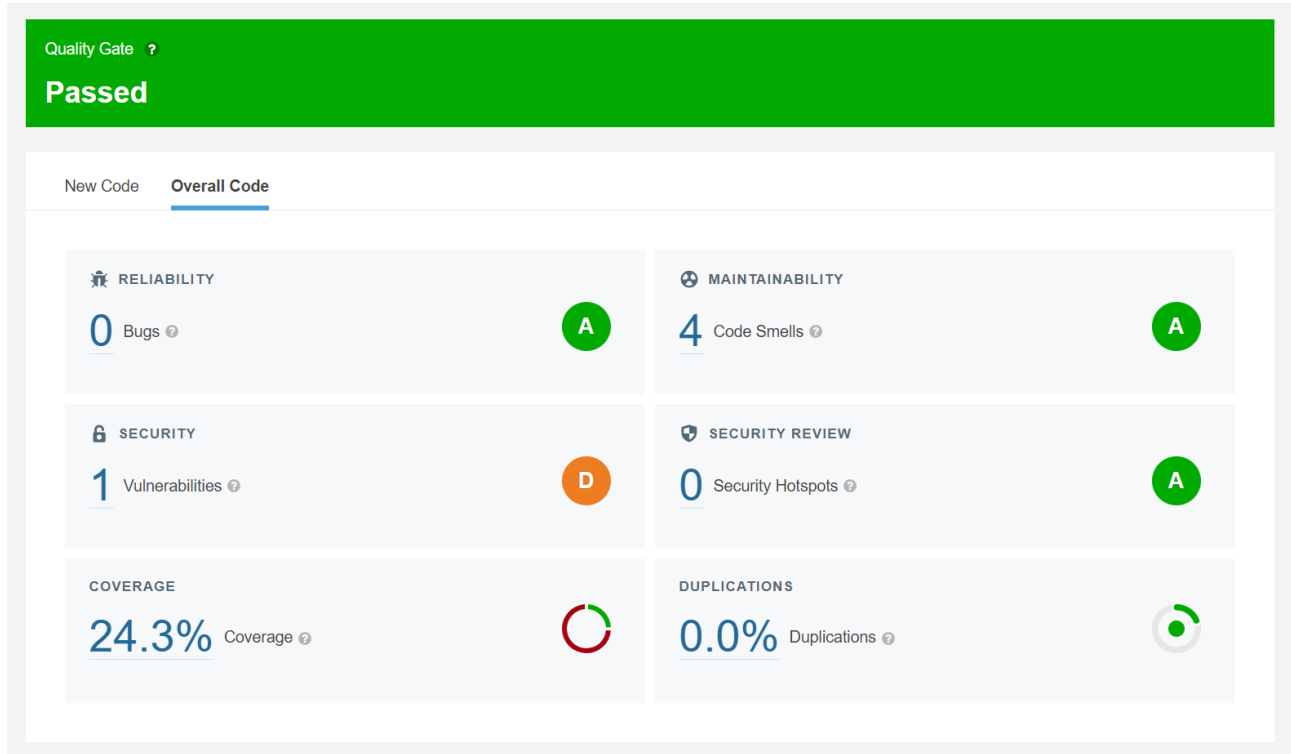 Quality Gate ?
Passed
New Code Overall Code
RELIABILITY
0 Bugs ?
A
MAINTAINABILITY
4 Code Smells ?
A
SECURITY
1 Vulnerabilities ?
D
SECURITY REVIEW
0 Security Hotspots ?
A
COVERAGE
24.3% Coverage ?
DUPLICATIONS
0.0% Duplications ?